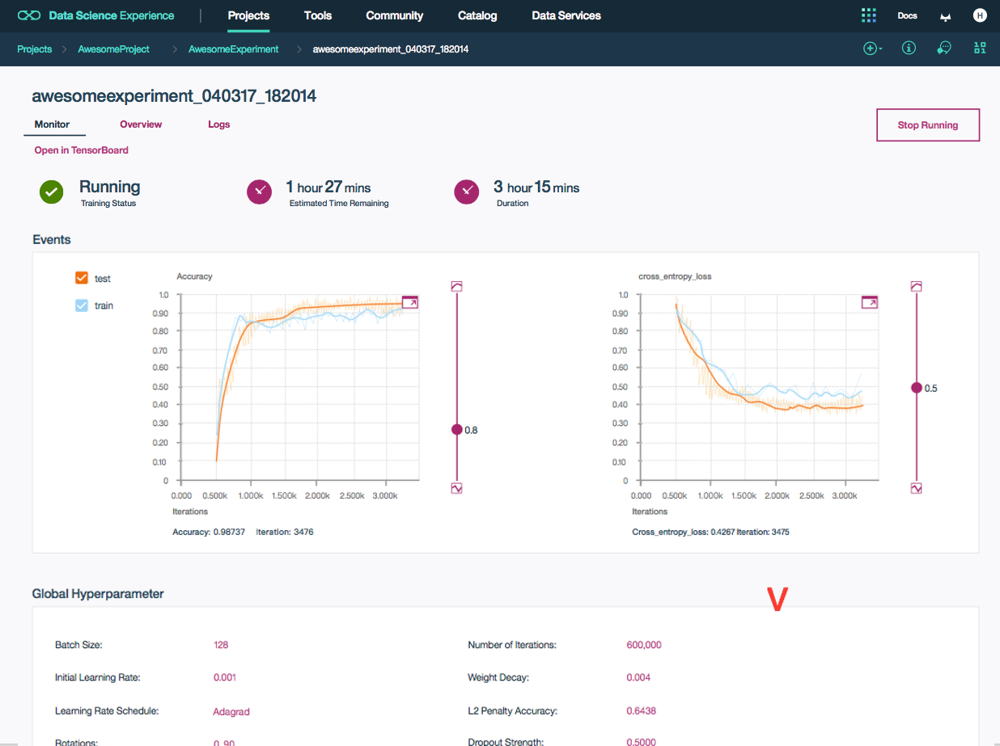 Data Science Experience | Projects Tools Community Catalog Data Services Docs H
Projects > AwesomeProject > AwesomeExperiment > awesomeexperiment_040317_182014
awesomeexperiment_040317_182014
Monitor Overview Logs
Stop Running
Open in TensorBoard
Running
Training Status
1 hour 27 mins
Estimated Time Remaining
3 hour 15 mins
Duration
Events
test
train
Accuracy
1.0
0.90
0.80
0.70
0.60
0.50
0.40
0.30
0.20
0.10
0
0.000 0.500k 1.000k 1.500k 2.000k 2.500k 3.000k
Iterations
Accuracy: 0.98737 Iteration: 3476
0.8
cross_entropy_loss
1.0
0.90
0.80
0.70
0.60
0.50
0.40
0.30
0.20
0.10
0
0.000 0.500k 1.000k 1.500k 2.000k 2.500k 3.000k
Iterations
Cross_entropy_loss: 0.4267 Iteration: 3475
0.5
Global Hyperparameter
V
Batch Size: 128 Number of Iterations: 600,000
Initial Learning Rate: 0.001 Weight Decay: 0.004
Learning Rate Schedule: Adagrad L2 Penalty Accuracy: 0.6438
Rotations: 0, 90 Dropout Strength: 0.5000